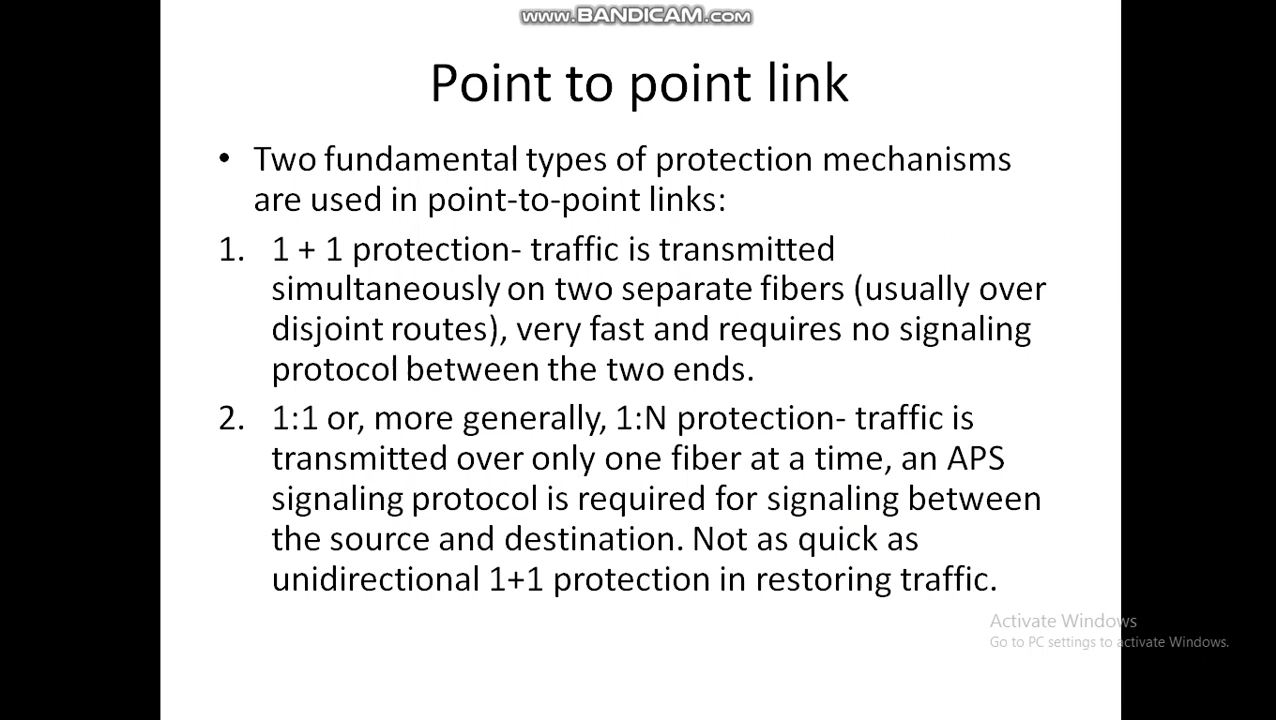 www.BANDICAM.com
Point to point link
• Two fundamental types of protection mechanisms
are used in point-to-point links:
1. 1 + 1 protection- traffic is transmitted
simultaneously on two separate fibers (usually over
disjoint routes), very fast and requires no signaling
protocol between the two ends.
2. 1:1 or, more generally, 1:N protection- traffic is
transmitted over only one fiber at a time, an APS
signaling protocol is required for signaling between
the source and destination. Not as quick as
unidirectional 1+1 protection in restoring traffic.
Activate Windows
Go to PC settings to activate Windows.